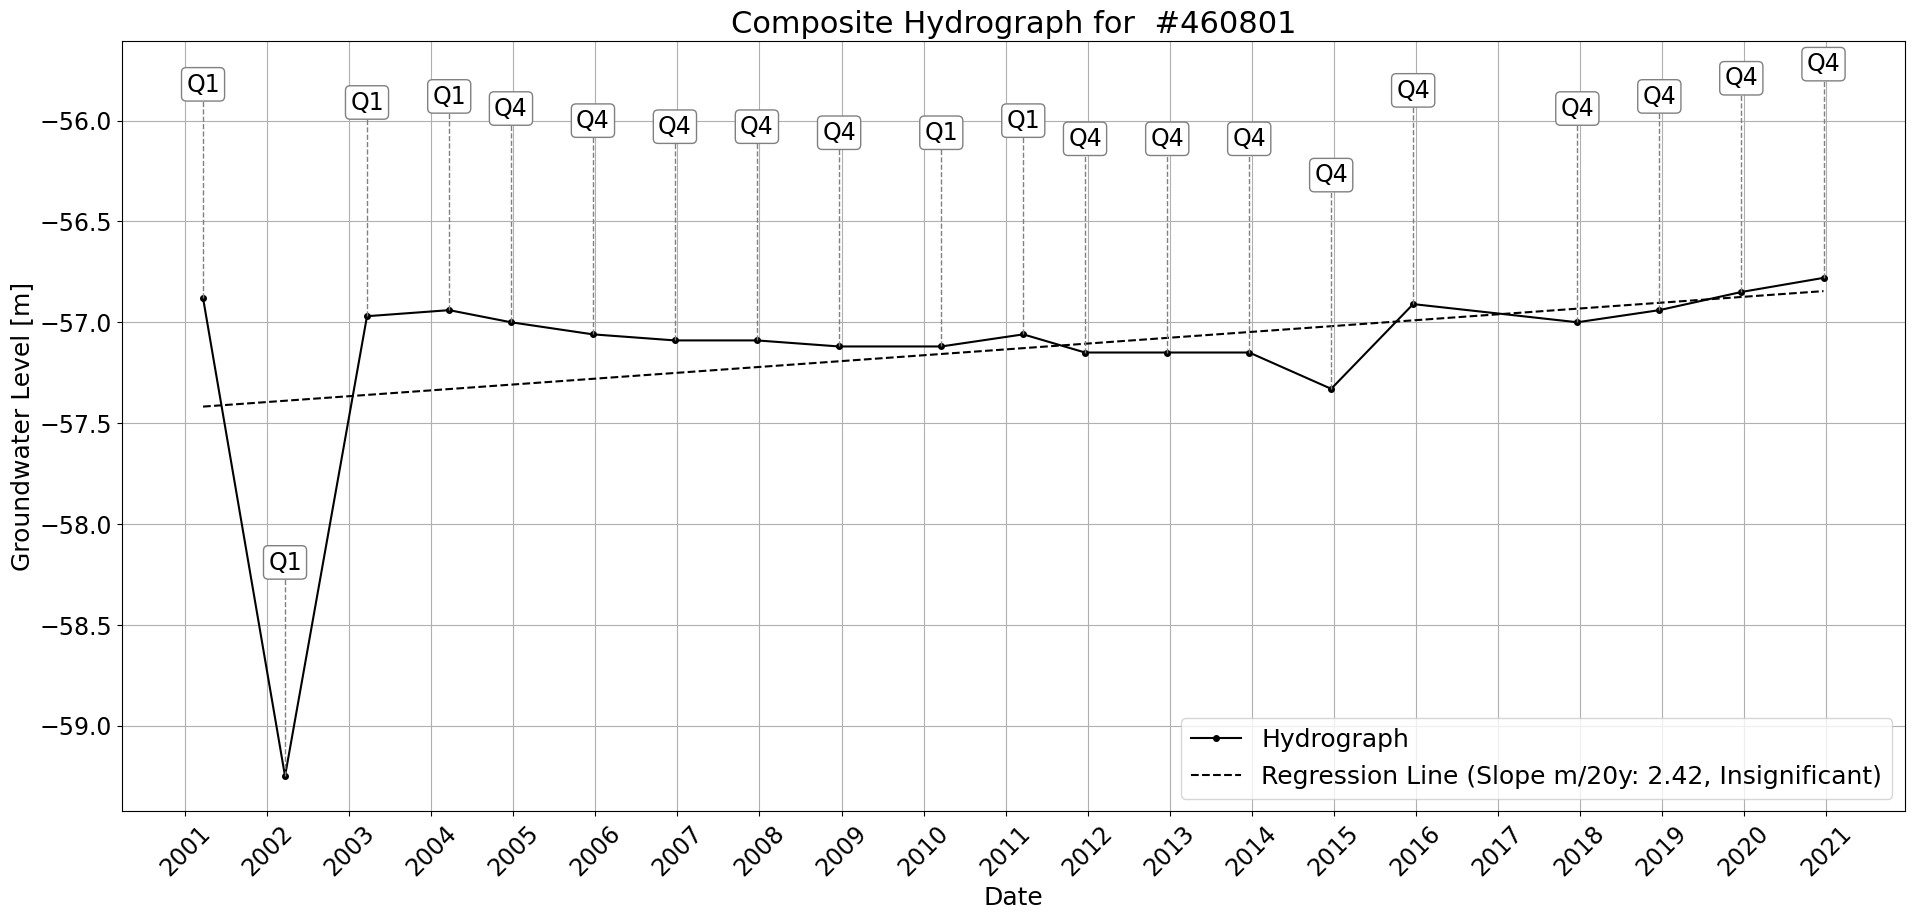 Composite Hydrograph for  #460801
Groundwater Level [m]
−56.0
−56.5
−57.0
−57.5
−58.0
−58.5
−59.0
Q1
Q1
Q1
Q1
Q4
Q4
Q4
Q4
Q4
Q1
Q1
Q4
Q4
Q4
Q4
Q4
Q4
Q4
Q4
Q4
Hydrograph
Regression Line (Slope m/20y: 2.42, Insignificant)
2001
2002
2003
2004
2005
2006
2007
2008
2009
2010
2011
2012
2013
2014
2015
2016
2017
2018
2019
2020
2021
Date